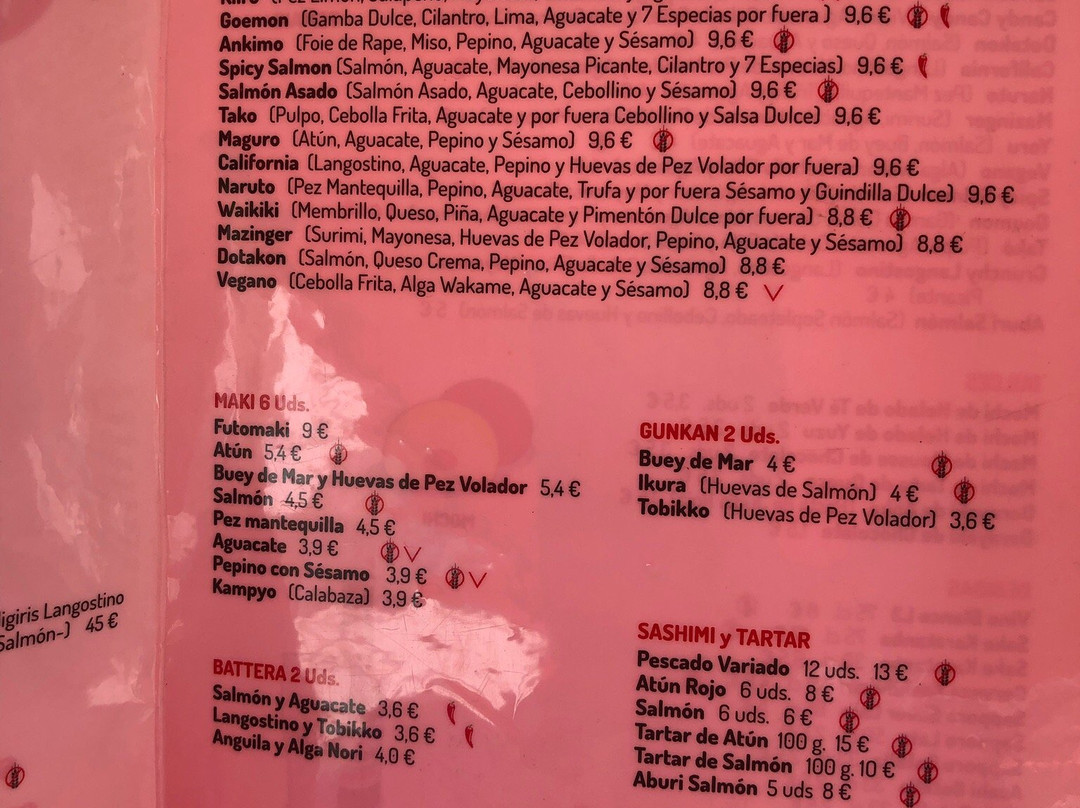 Goemon (Gamba Dulce, Cilantro, Lima, Aguacate y 7 Especias por fuera) 9,6 €
Ankimo (Foie de Rape, Miso, Pepino, Aguacate y Sésamo) 9,6 €
Spicy Salmon (Salmón, Aguacate, Mayonesa Picante, Cilantro y 7 Especias) 9,6 €
Salmón Asado (Salmón Asado, Aguacate, Cebollino y Sésamo) 9,6 €
Tako (Pulpo, Cebolla Frita, Aguacate y por fuera Cebollino y Salsa Dulce) 9,6 €
Maguro (Atún, Aguacate, Pepino y Sésamo) 9,6 €
California (Langostino, Aguacate, Pepino y Huevas de Pez Volador por fuera) 9,6 €
Naruto (Pez Mantequilla, Pepino, Aguacate, Trufa y por fuera Sésamo y Guindilla Dulce) 9,6 €
Waikiki (Membrillo, Queso, Piña, Aguacate y Pimentón Dulce por fuera) 8,8 €
Mazinger (Surimi, Mayonesa, Huevas de Pez Volador, Pepino, Aguacate y Sésamo) 8,8 €
Dotakon (Salmón, Queso Crema, Pepino, Aguacate y Sésamo) 8,8 €
Vegano (Cebolla Frita, Alga Wakame, Aguacate y Sésamo) 8,8 € V
MAKI 6 Uds.
Futomaki 9 €
Atún 5,4 €
Buey de Mar y Huevas de Pez Volador 5,4 €
Salmón 4,5 €
Pez mantequilla 4,5 €
Aguacate 3,9 € V
Pepino con Sésamo 3,9 € V
Kampyo (Calabaza) 3,9 €
BATTERA 2 Uds.
Salmón y Aguacate 3,6 €
Langostino y Tobikko 3,6 €
Anguila y Alga Nori 4,0 €
GUNKAN 2 Uds.
Buey de Mar 4 €
Ikura (Huevas de Salmón) 4 €
Tobikko (Huevas de Pez Volador) 3,6 €
SASHIMI y TARTAR
Pescado Variado 12 uds. 13 €
Atún Rojo 6 uds. 8 €
Salmón 6 uds. 6 €
Tartar de Atún 100 g. 15 €
Tartar de Salmón 100 g. 10 €
Aburi Salmón 5 uds 8 €
Langostino
Salmón-) 45 €